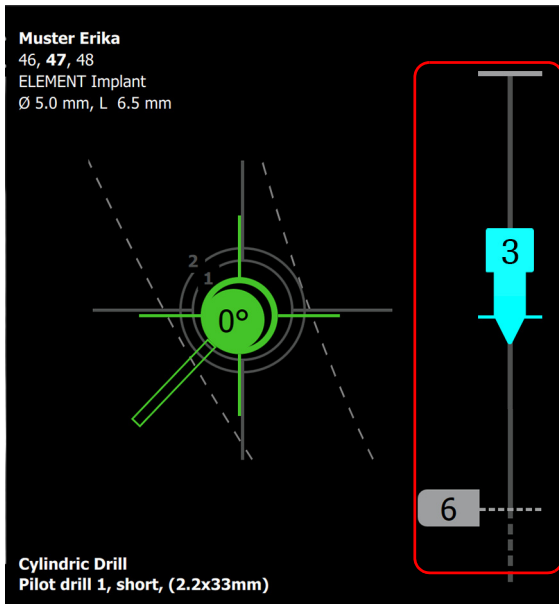 Muster Erika
46, 47, 48
ELEMENT Implant
Ø 5.0 mm, L 6.5 mm
2
1
0°
3
6
Cylindric Drill
Pilot drill 1, short, (2.2x33mm)